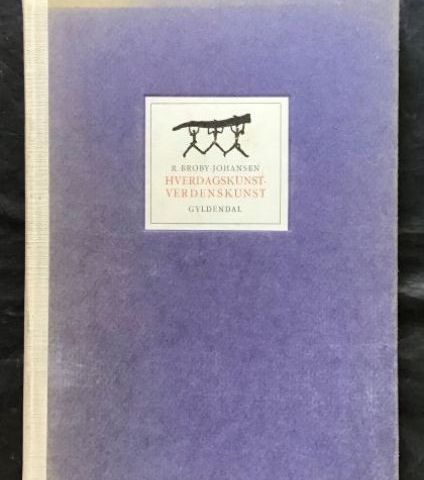 R. BROBY-JOHANSEN
HVERDAGSKUNST-
VERDENSKUNST
GYLDENDAL